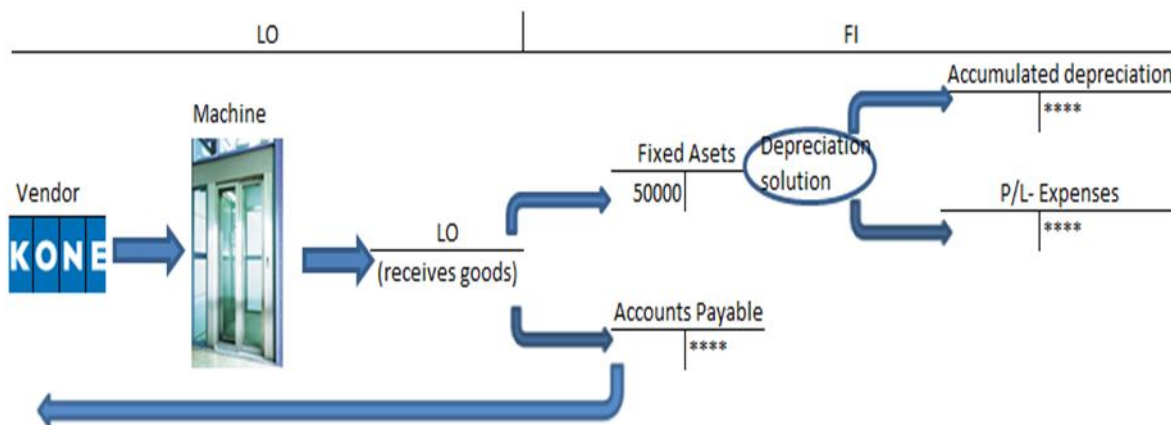 LO
FI
Accumulated depreciation
****
Machine
Fixed Asets
50000
Depreciation
solution
Vendor
KONE
P/L- Expenses
****
LO
(receives goods)
Accounts Payable
****